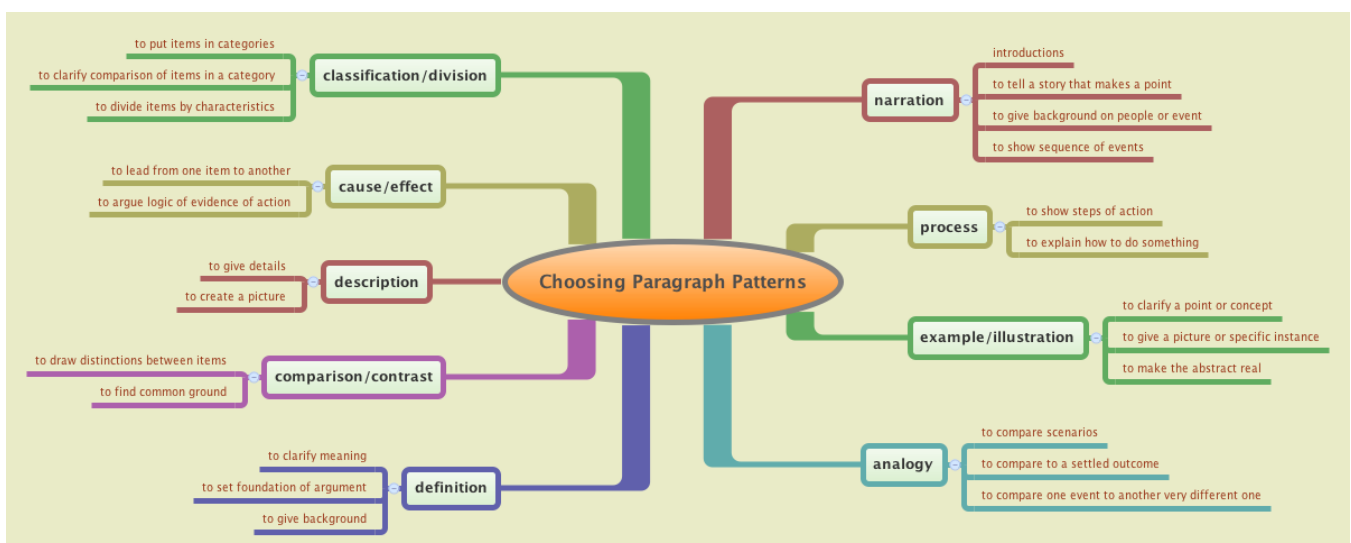 Choosing Paragraph Patterns
classification/division
to put items in categories
to clarify comparison of items in a category
to divide items by characteristics
cause/effect
to lead from one item to another
to argue logic of evidence of action
description
to give details
to create a picture
comparison/contrast
to draw distinctions between items
to find common ground
definition
to clarify meaning
to set foundation of argument
to give background
narration
introductions
to tell a story that makes a point
to give background on people or event
to show sequence of events
process
to show steps of action
to explain how to do something
example/illustration
to clarify a point or concept
to give a picture or specific instance
to make the abstract real
analogy
to compare scenarios
to compare to a settled outcome
to compare one event to another very different one